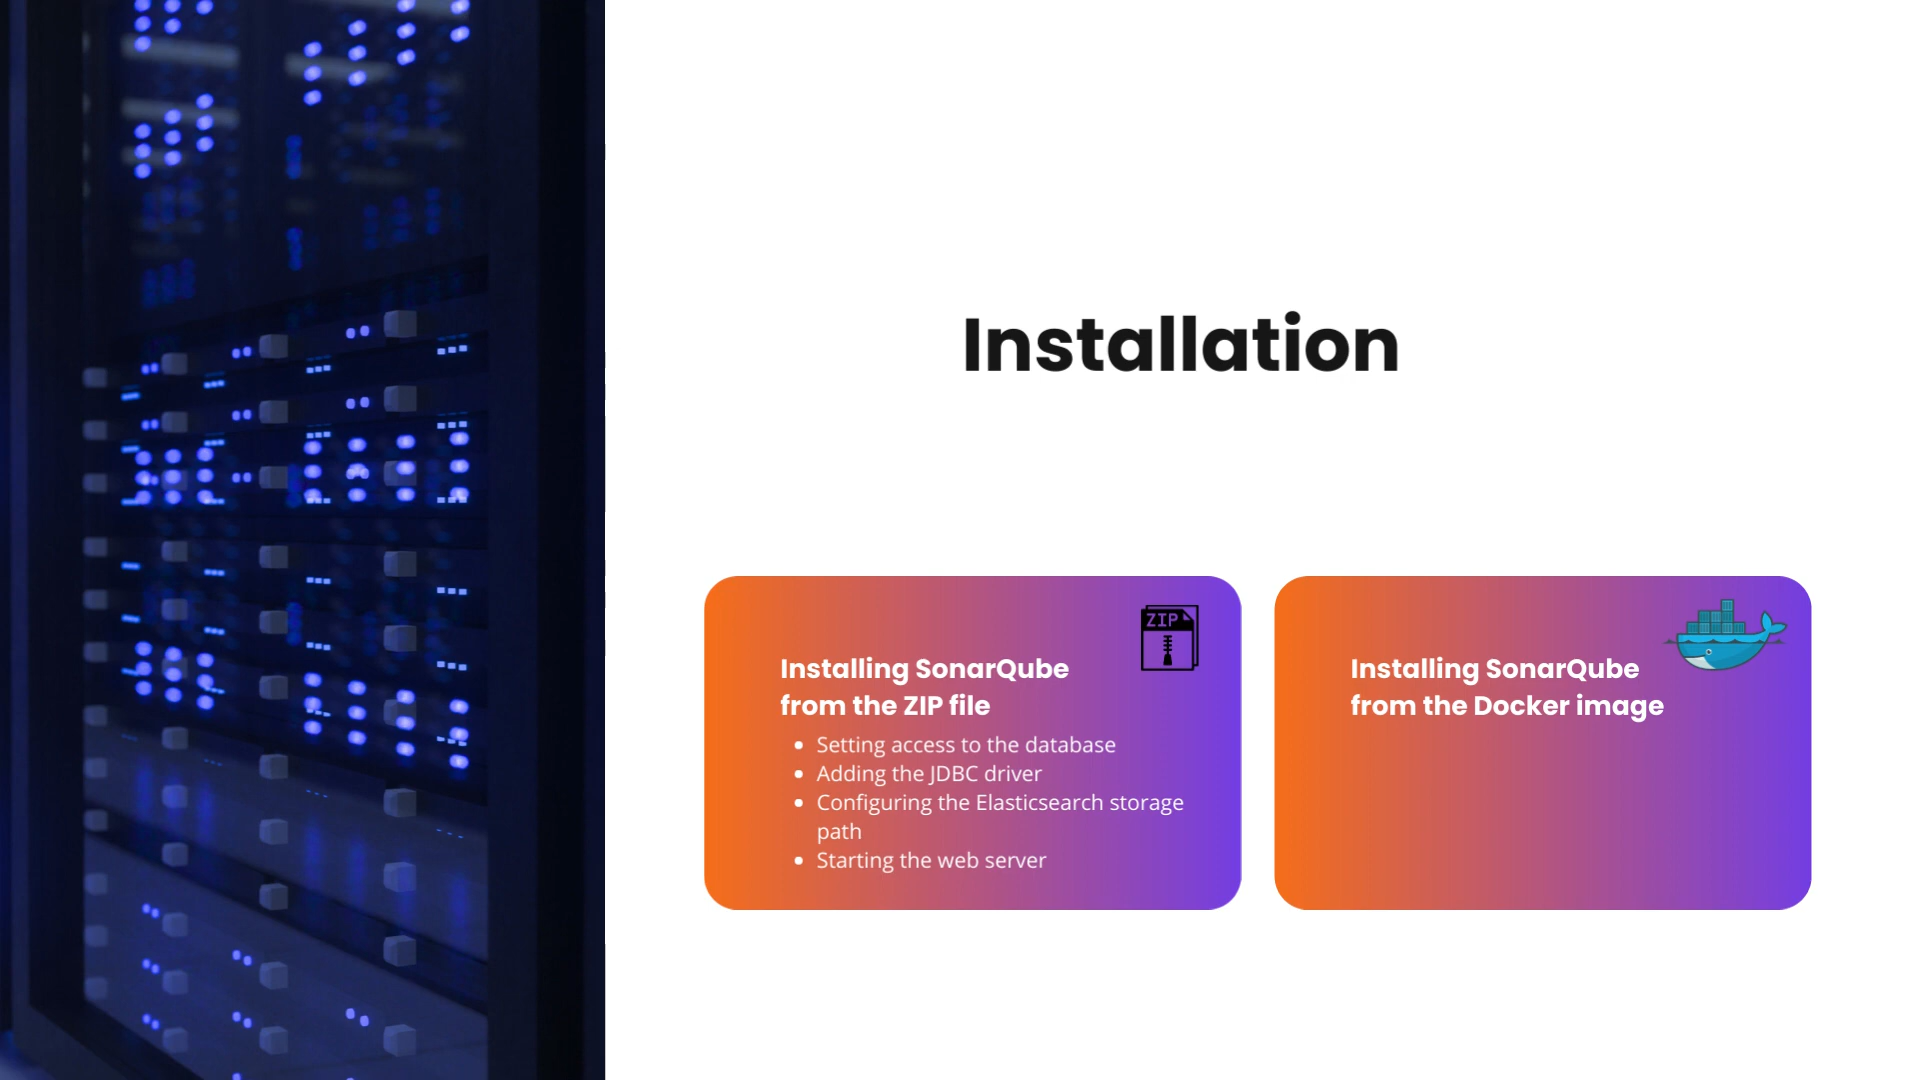 Installation
ZIP
Installing SonarQube
from the ZIP file
• Setting access to the database
• Adding the JDBC driver
• Configuring the Elasticsearch storage
path
• Starting the web server
Installing SonarQube
from the Docker image